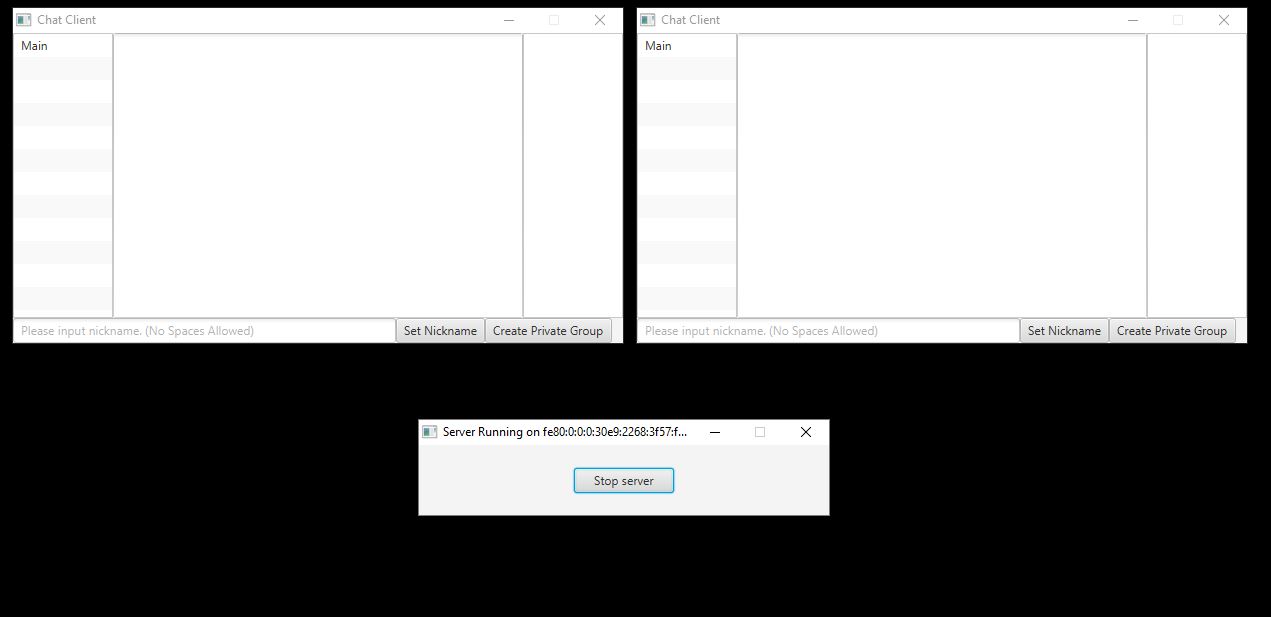 Chat Client
Main
Please input nickname. (No Spaces Allowed)
Set Nickname
Create Private Group
Chat Client
Main
Please input nickname. (No Spaces Allowed)
Set Nickname
Create Private Group
Server Running on fe80:0:0:0:30e9:2268:3f57:f...
Stop server